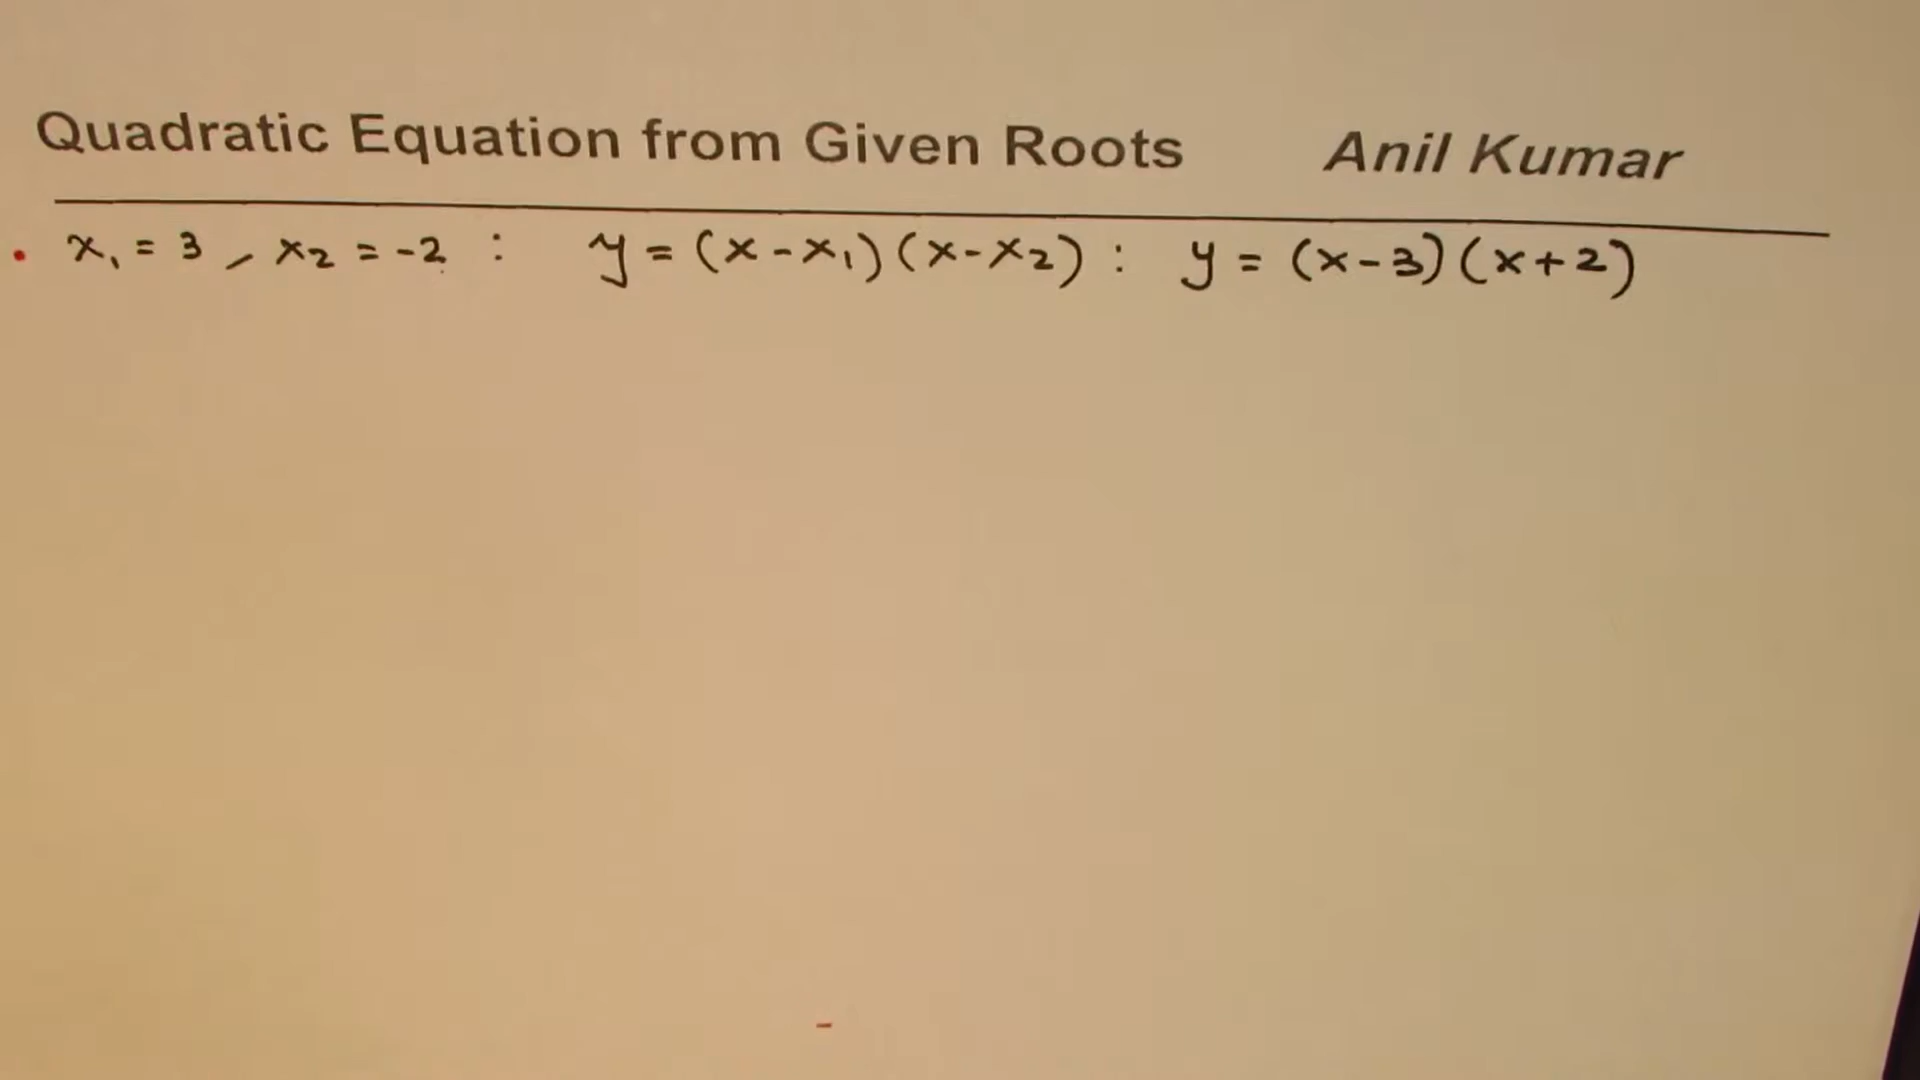 Quadratic Equation from Given Roots Anil Kumar
• x₁ = 3 , x₂ = -2 : y = (x - x₁) (x - x₂) : y = (x - 3) (x + 2)